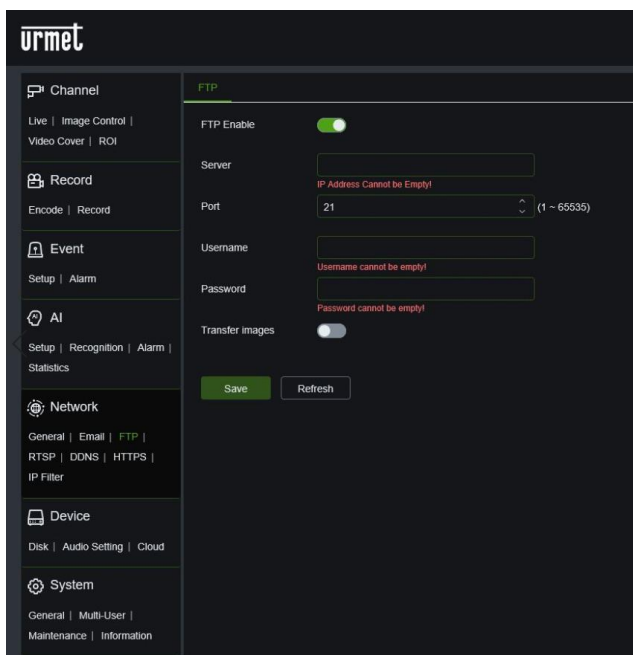 urmet
Channel
Live | Image Control |
Video Cover | ROI
Record
Encode | Record
Event
Setup | Alarm
AI
Setup | Recognition | Alarm |
Statistics
Network
General | Email | FTP |
RTSP | DDNS | HTTPS |
IP Filter
Device
Disk | Audio Setting | Cloud
System
General | Multi-User |
Maintenance | Information
FTP
FTP Enable
Server
IP Address Cannot be Empty!
Port 21 (1 ~ 65535)
Username
Username cannot be empty!
Password
Password cannot be empty!
Transfer images
Save Refresh